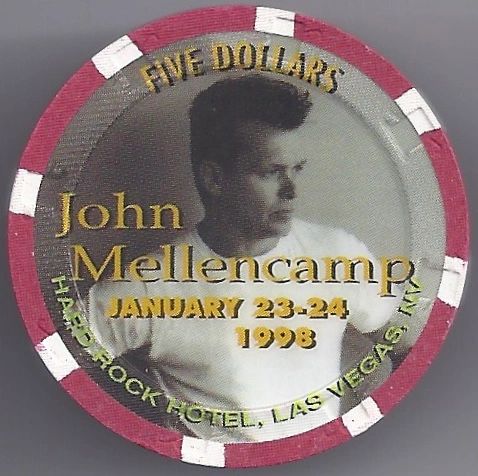 FIVE DOLLARS
John
Mellencamp
JANUARY 23-24
1998
HARD ROCK HOTEL, LAS VEGAS, NV